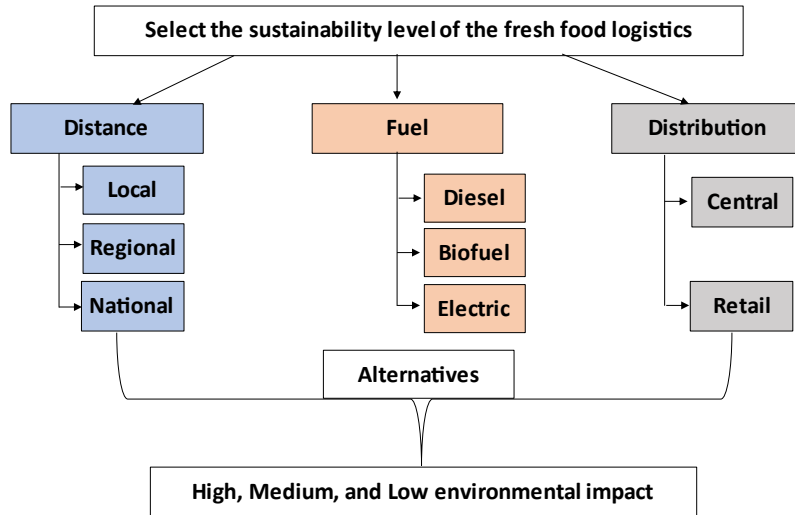 Select the sustainability level of the fresh food logistics
Distance
Local
Regional
National
Fuel
Diesel
Biofuel
Electric
Distribution
Central
Retail
Alternatives
High, Medium, and Low environmental impact